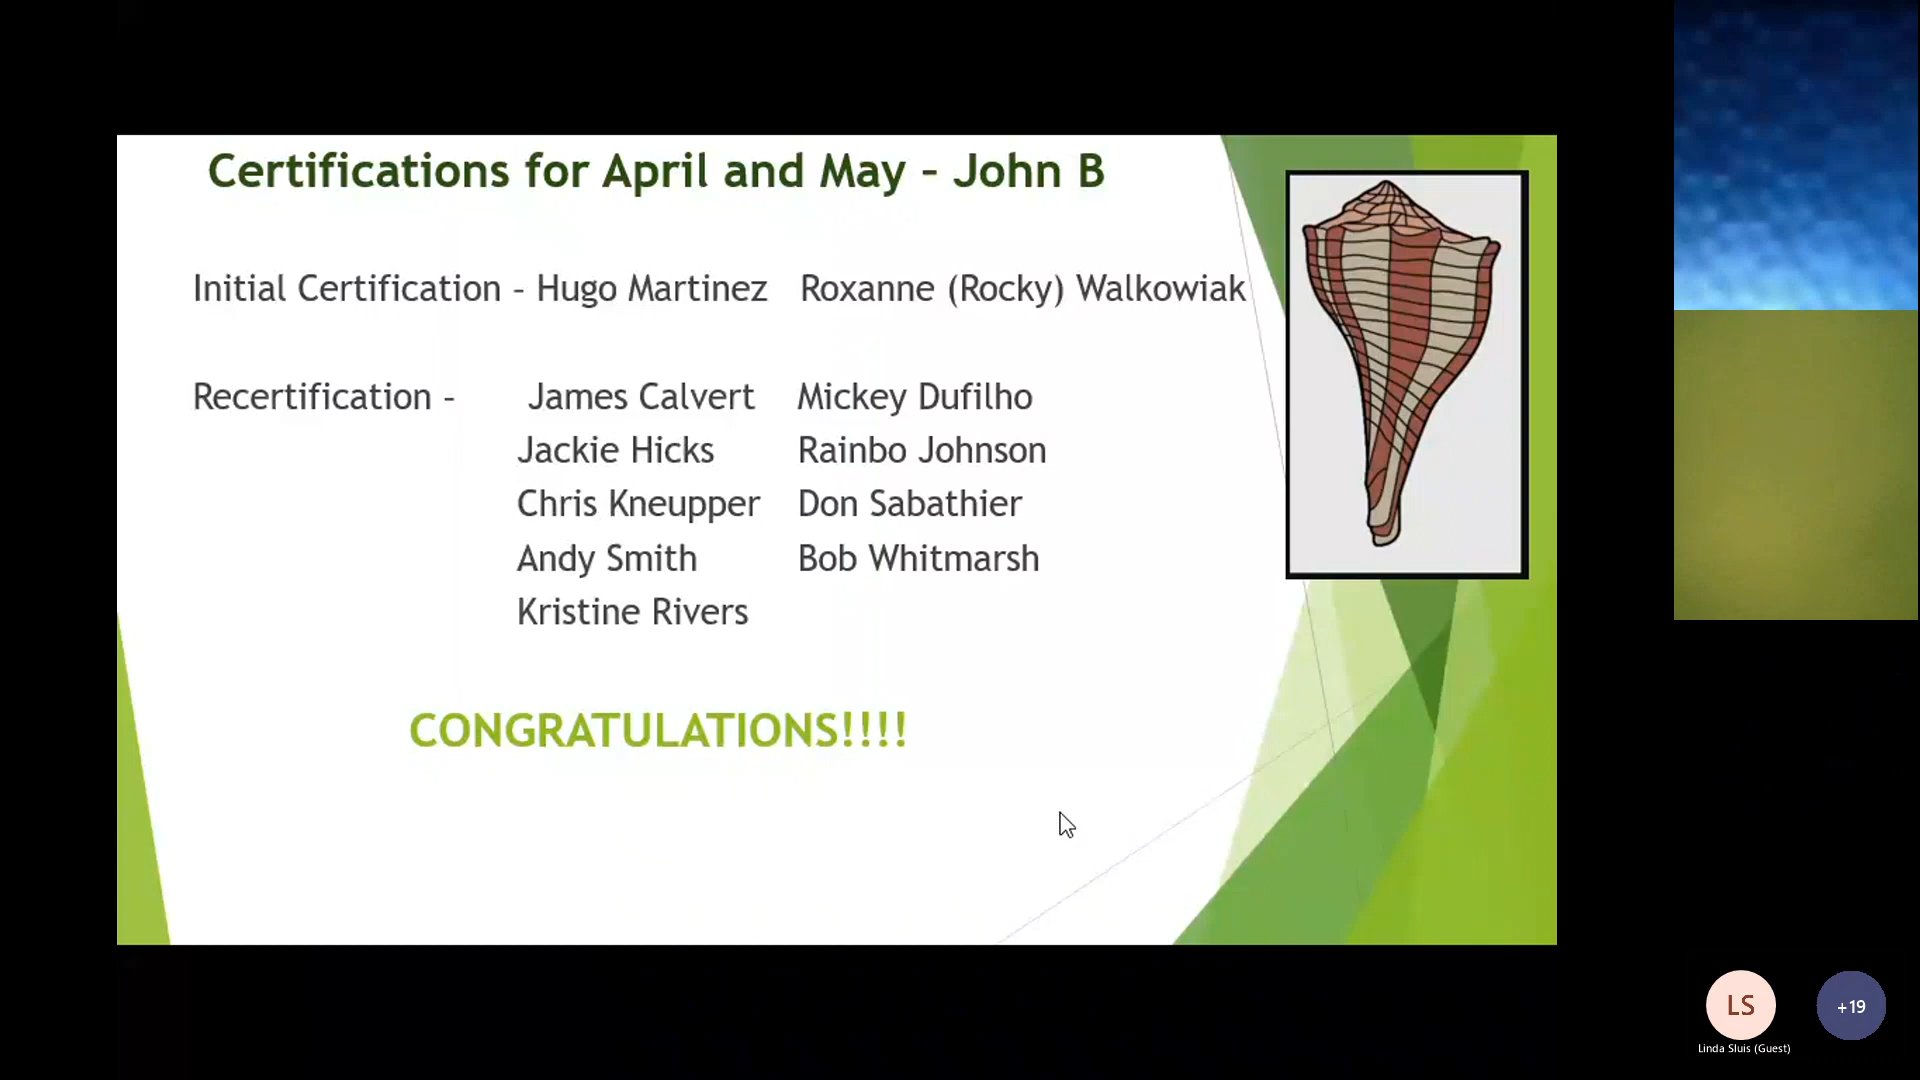 Certifications for April and May – John B
Initial Certification – Hugo Martinez Roxanne (Rocky) Walkowiak
Recertification – James Calvert Mickey Dufilho
Jackie Hicks Rainbo Johnson
Chris Kneupper Don Sabathier
Andy Smith Bob Whitmarsh
Kristine Rivers
CONGRATULATIONS!!!!
LS
+19
Linda Sluis (Guest)